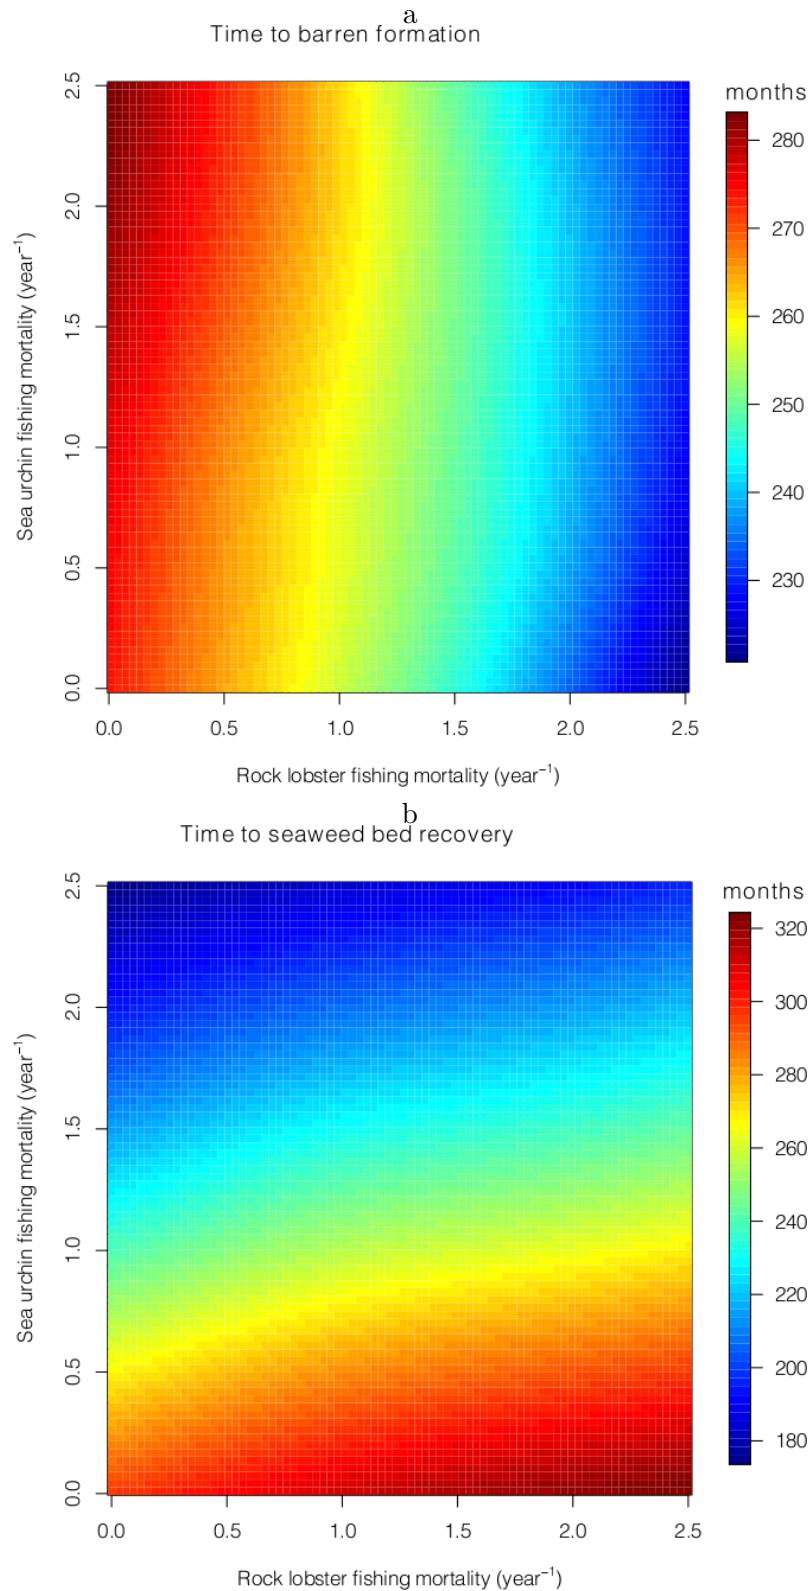 a
Time to barren formation
months
2.5
2.0
1.5
1.0
0.5
0.0
Sea urchin fishing mortality (year⁻¹)
280
270
260
250
240
230
0.0 0.5 1.0 1.5 2.0 2.5
Rock lobster fishing mortality (year⁻¹)
b
Time to seaweed bed recovery
months
2.5
2.0
1.5
1.0
0.5
0.0
Sea urchin fishing mortality (year⁻¹)
320
300
280
260
240
220
200
180
0.0 0.5 1.0 1.5 2.0 2.5
Rock lobster fishing mortality (year⁻¹)